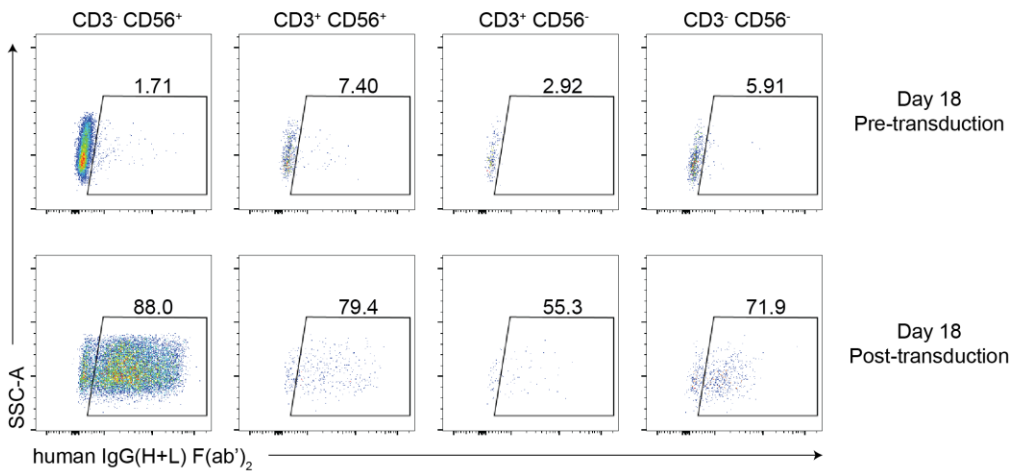 CD3⁻ CD56⁺ CD3⁺ CD56⁺ CD3⁺ CD56⁻ CD3⁻ CD56⁻
1.71 7.40 2.92 5.91
Day 18
Pre-transduction
88.0 79.4 55.3 71.9
Day 18
Post-transduction
SSC-A
human IgG(H+L) F(ab’)₂